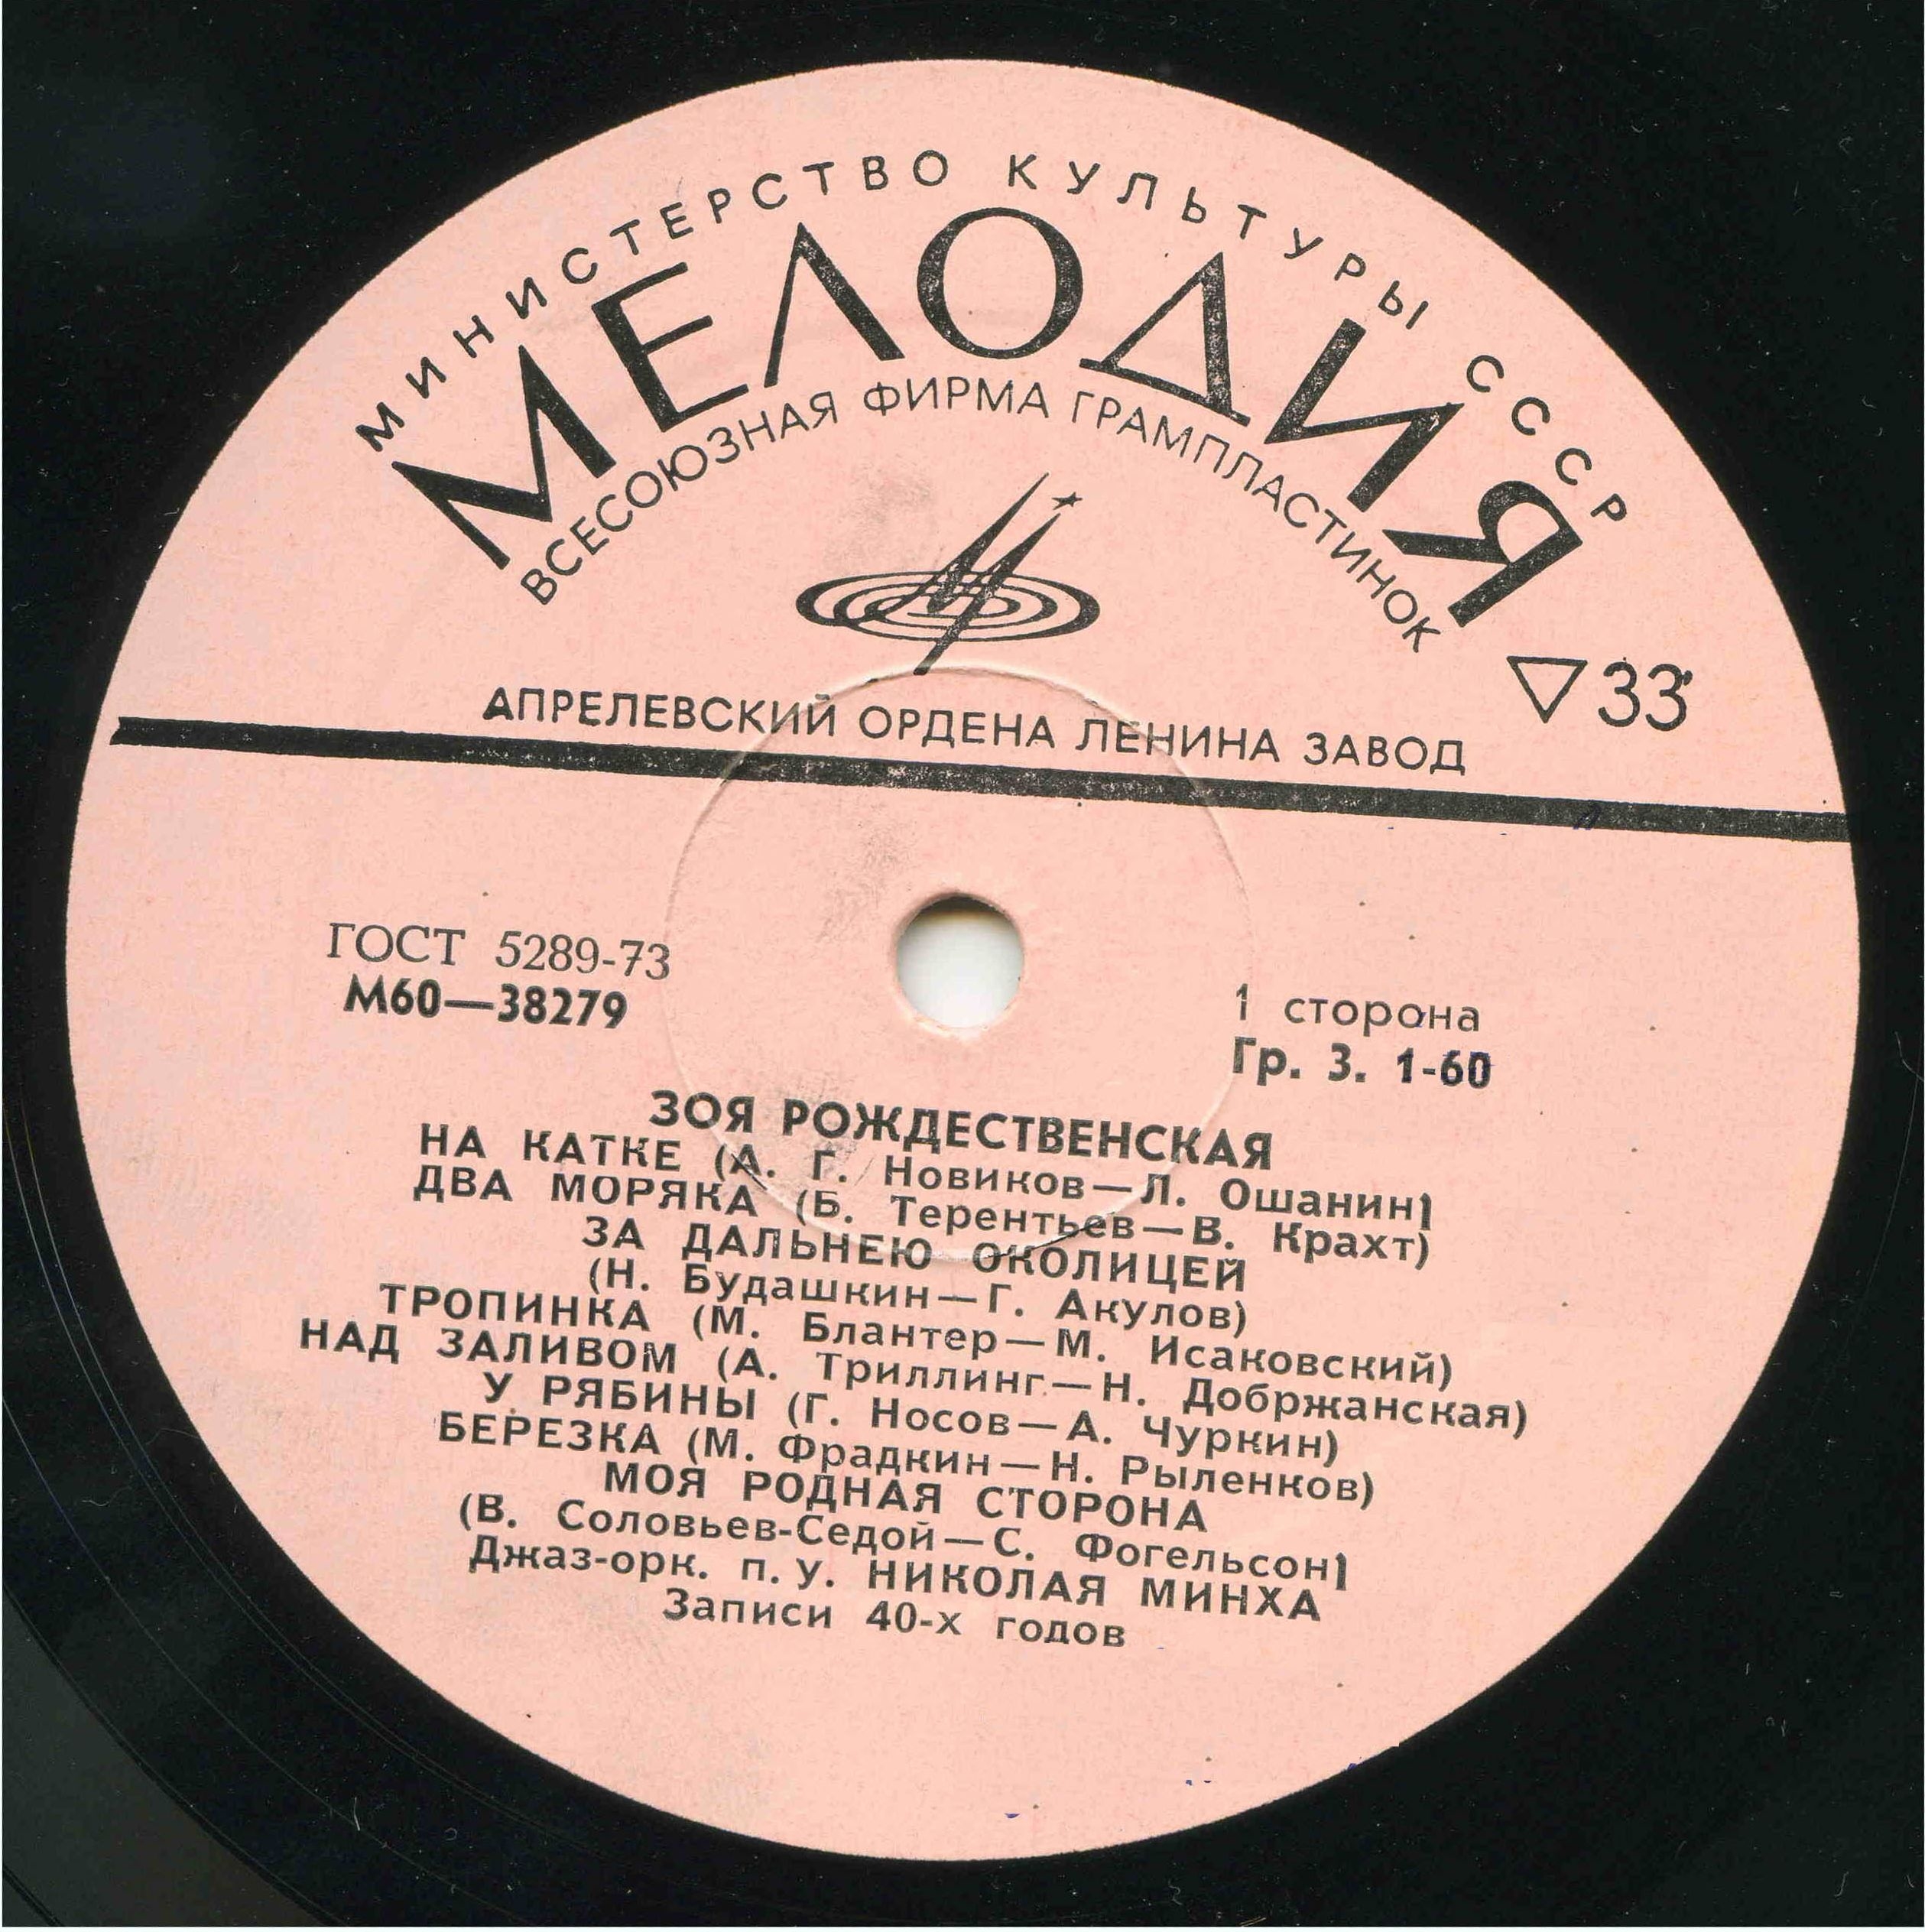 МИНИСТЕРСТВО КУЛЬТУРЫ СССР
МЕЛОДИЯ
ВСЕСОЮЗНАЯ ФИРМА ГРАМПЛАСТИНОК
▽33
АПРЕЛЕВСКИЙ ОРДЕНА ЛЕНИНА ЗАВОД
ГОСТ 5289-73
М60—38279
1 сторона
Гр. 3. 1-60
ЗОЯ РОЖДЕСТВЕНСКАЯ
НА КАТКЕ (А. Г. Новиков—Л. Ошанин)
ДВА МОРЯКА (Б. Терентьев—В. Крахт)
ЗА ДАЛЬНЕЮ ОКОЛИЦЕЙ
(Н. Будашкин—Г. Акулов)
ТРОПИНКА (М. Блантер—М. Исаковский)
НАД ЗАЛИВОМ (А. Триллинг—Н. Добржанская)
У РЯБИНЫ (Г. Носов—А. Чуркин)
БЕРЕЗКА (М. Фрадкин—Н. Рыленков)
МОЯ РОДНАЯ СТОРОНА
(В. Соловьев-Седой—С. Фогельсон)
Джаз-орк. п. у. НИКОЛАЯ МИНХА
Записи 40-х годов